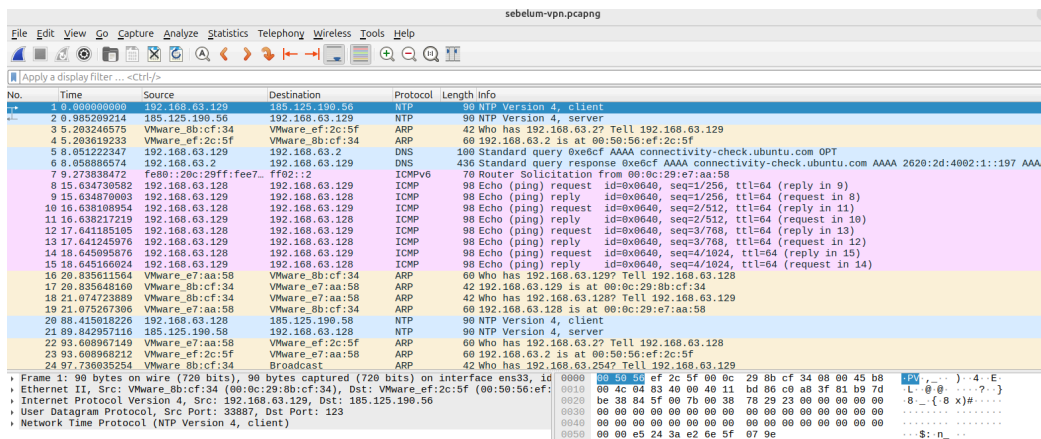 sebelum-vpn.pcapng
File Edit View Go Capture Analyze Statistics Telephony Wireless Tools Help
Apply a display filter … <Ctrl-/>
No. Time Source Destination Protocol Length Info
1 0.000000000 192.168.63.129 185.125.190.56 NTP 90 NTP Version 4, client
2 0.985209214 185.125.190.56 192.168.63.129 NTP 90 NTP Version 4, server
3 5.203246575 VMware_8b:cf:34 VMware_ef:2c:5f ARP 42 Who has 192.168.63.2? Tell 192.168.63.129
4 5.203619233 VMware_ef:2c:5f VMware_8b:cf:34 ARP 60 192.168.63.2 is at 00:50:56:ef:2c:5f
5 8.051222347 192.168.63.129 192.168.63.2 DNS 100 Standard query 0xe6cf AAAA connectivity-check.ubuntu.com OPT
6 8.058886574 192.168.63.2 192.168.63.129 DNS 436 Standard query response 0xe6cf AAAA connectivity-check.ubuntu.com AAAA 2620:2d:4002:1::197 AAA
7 9.273838472 fe80::20c:29ff:fee7… ff02::2 ICMPv6 70 Router Solicitation from 00:0c:29:e7:aa:58
8 15.634730582 192.168.63.128 192.168.63.129 ICMP 98 Echo (ping) request id=0x0640, seq=1/256, ttl=64 (reply in 9)
9 15.634870003 192.168.63.129 192.168.63.128 ICMP 98 Echo (ping) reply id=0x0640, seq=1/256, ttl=64 (request in 8)
10 16.638108954 192.168.63.128 192.168.63.129 ICMP 98 Echo (ping) request id=0x0640, seq=2/512, ttl=64 (reply in 11)
11 16.638217219 192.168.63.129 192.168.63.128 ICMP 98 Echo (ping) reply id=0x0640, seq=2/512, ttl=64 (request in 10)
12 17.641185105 192.168.63.128 192.168.63.129 ICMP 98 Echo (ping) request id=0x0640, seq=3/768, ttl=64 (reply in 13)
13 17.641245976 192.168.63.129 192.168.63.128 ICMP 98 Echo (ping) reply id=0x0640, seq=3/768, ttl=64 (request in 12)
14 18.645095876 192.168.63.128 192.168.63.129 ICMP 98 Echo (ping) request id=0x0640, seq=4/1024, ttl=64 (reply in 15)
15 18.645166024 192.168.63.129 192.168.63.128 ICMP 98 Echo (ping) reply id=0x0640, seq=4/1024, ttl=64 (request in 14)
16 20.835611564 VMware_e7:aa:58 VMware_8b:cf:34 ARP 60 Who has 192.168.63.129? Tell 192.168.63.128
17 20.835648160 VMware_8b:cf:34 VMware_e7:aa:58 ARP 42 192.168.63.129 is at 00:0c:29:8b:cf:34
18 21.074723889 VMware_8b:cf:34 VMware_e7:aa:58 ARP 42 Who has 192.168.63.128? Tell 192.168.63.129
19 21.075267306 VMware_e7:aa:58 VMware_8b:cf:34 ARP 60 192.168.63.128 is at 00:0c:29:e7:aa:58
20 88.415018226 192.168.63.128 185.125.190.58 NTP 90 NTP Version 4, client
21 89.842957116 185.125.190.58 192.168.63.128 NTP 90 NTP Version 4, server
22 93.608967149 VMware_e7:aa:58 VMware_ef:2c:5f ARP 60 Who has 192.168.63.2? Tell 192.168.63.128
23 93.608968212 VMware_ef:2c:5f VMware_e7:aa:58 ARP 60 192.168.63.2 is at 00:50:56:ef:2c:5f
24 97.736035254 VMware_8b:cf:34 Broadcast ARP 42 Who has 192.168.63.254? Tell 192.168.63.129
Frame 1: 90 bytes on wire (720 bits), 90 bytes captured (720 bits) on interface ens33, id
Ethernet II, Src: VMware_8b:cf:34 (00:0c:29:8b:cf:34), Dst: VMware_ef:2c:5f (00:50:56:ef:
Internet Protocol Version 4, Src: 192.168.63.129, Dst: 185.125.190.56
User Datagram Protocol, Src Port: 33887, Dst Port: 123
Network Time Protocol (NTP Version 4, client)
0000 00 50 56 ef 2c 5f 00 0c 29 8b cf 34 08 00 45 b8 ·PV·,_·· )··4··E·
0010 00 4c 04 83 40 00 40 11 bd 86 c0 a8 3f 81 b9 7d ·L··@·@· ····?··}
0020 be 38 84 5f 00 7b 00 38 78 29 23 00 00 00 00 00 ·8·_·{·8 x)#·····
0030 00 00 00 00 00 00 00 00 00 00 00 00 00 00 00 00 ········ ········
0040 00 00 00 00 00 00 00 00 00 00 00 00 00 00 00 00 ········ ········
0050 00 00 e5 24 3a e2 6e 5f 07 9e ···$:·n_ ··